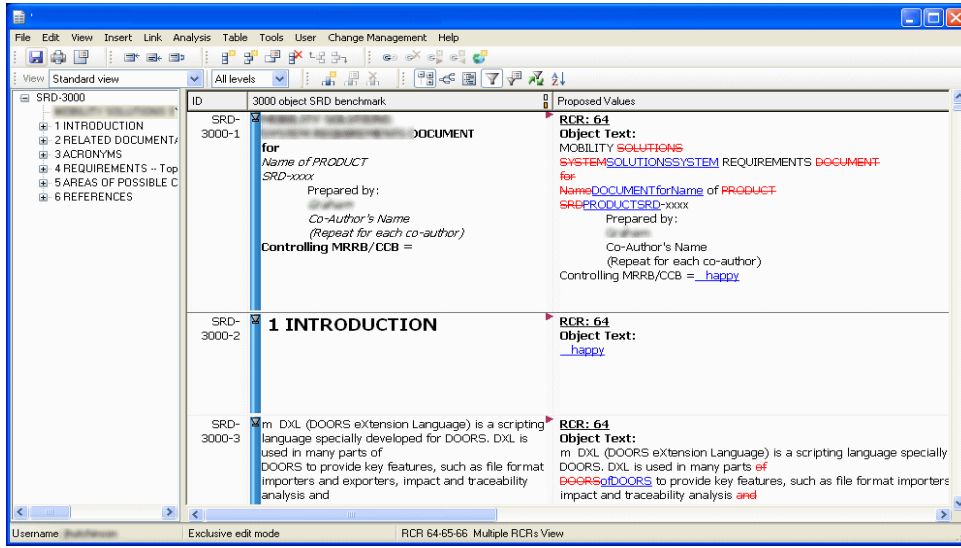 File Edit View Insert Link Analysis Table Tools User Change Management Help
View Standard view All levels
SRD-3000
1 INTRODUCTION
2 RELATED DOCUMENTA
3 ACRONYMS
4 REQUIREMENTS -- Top
5 AREAS OF POSSIBLE C
6 REFERENCES
ID 3000 object SRD benchmark Proposed Values
SRD-
3000-1
DOCUMENT
for
Name of PRODUCT
SRD-xxxx
Prepared by:
Co-Author's Name
(Repeat for each co-author)
Controlling MRRB/CCB =
RCR: 64
Object Text:
MOBILITY SOLUTIONS
SYSTEMSOLUTIONSSYSTEM REQUIREMENTS DOCUMENT
for
NameDOCUMENTforName of PRODUCT
SRDPRODUCTSRD-xxxx
Prepared by:
Graham
Co-Author's Name
(Repeat for each co-author)
Controlling MRRB/CCB = happy
SRD-
3000-2
1 INTRODUCTION
RCR: 64
Object Text:
happy
SRD-
3000-3
m DXL (DOORS eXtension Language) is a scripting
language specially developed for DOORS. DXL is
used in many parts of
DOORS to provide key features, such as file format
importers and exporters, impact and traceability
analysis and
RCR: 64
Object Text:
m DXL (DOORS eXtension Language) is a scripting language specially
DOORS. DXL is used in many parts of
DOORSofDOORS to provide key features, such as file format importers
impact and traceability analysis and
Username Exclusive edit mode RCR 64-65-66 Multiple RCRs View